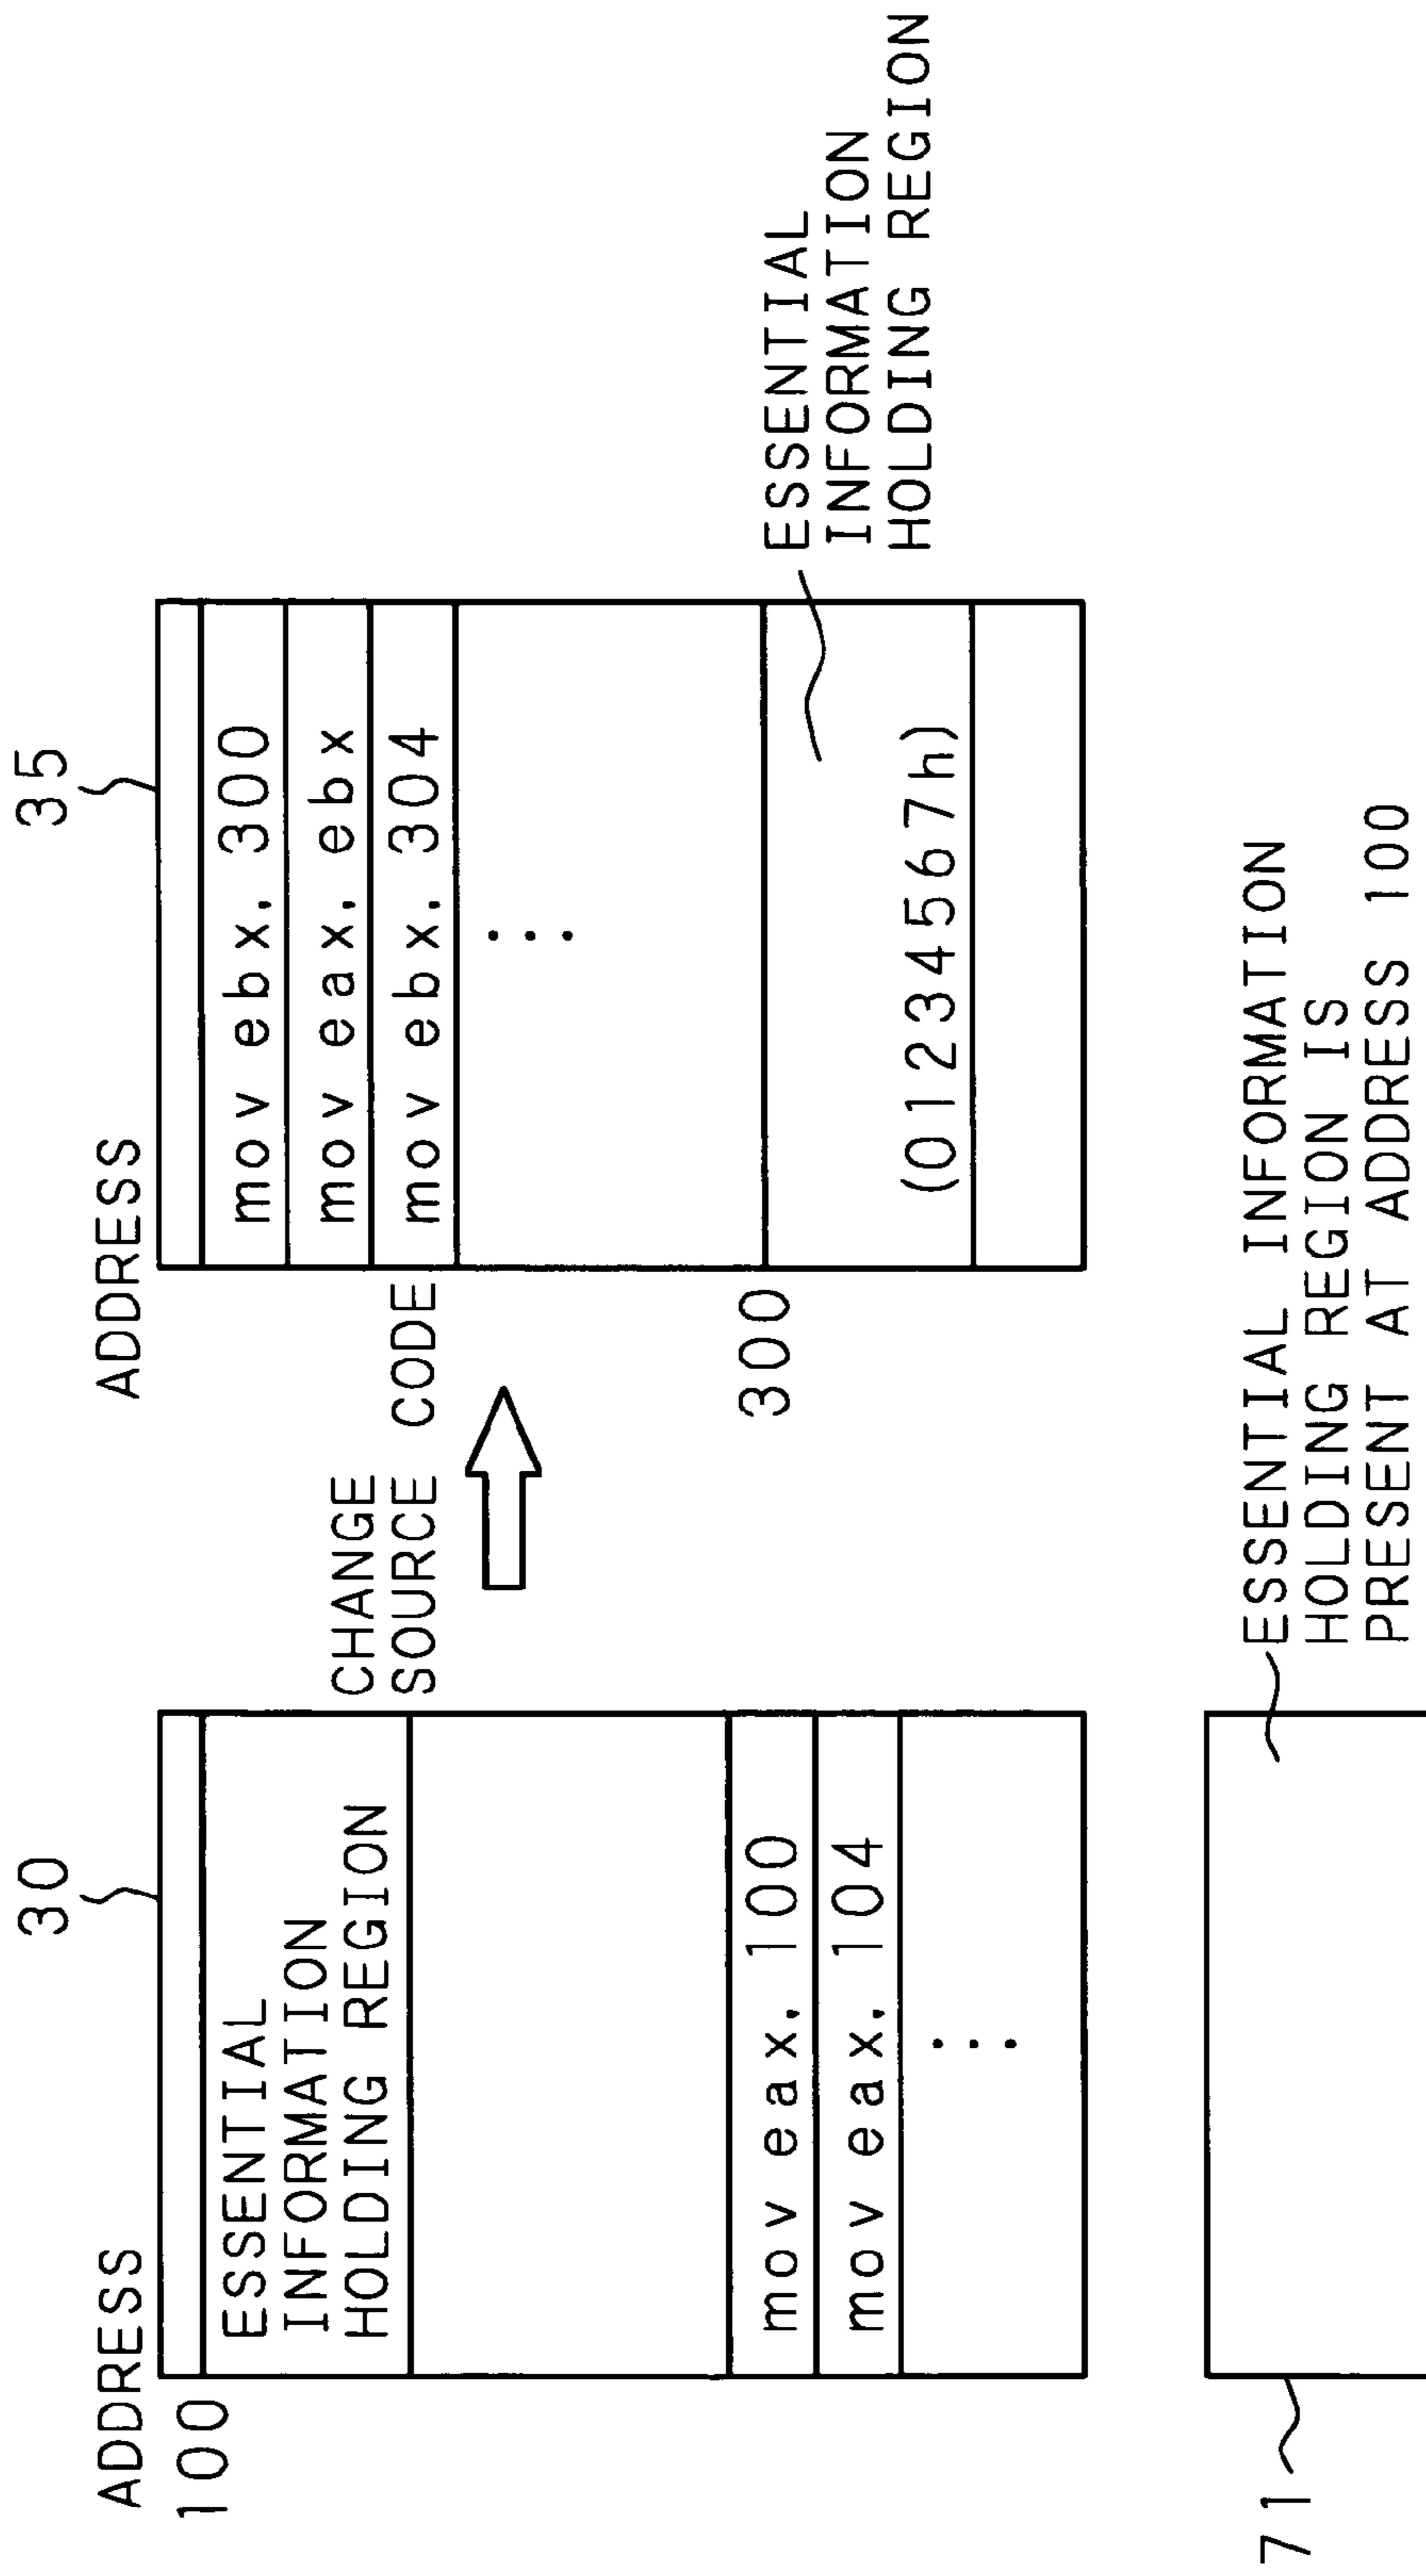 30
ADDRESS
100
ESSENTIAL
INFORMATION
HOLDING REGION
mov eax, 100
mov eax, 104
CHANGE
SOURCE CODE
35
ADDRESS
mov ebx, 300
mov eax, ebx
mov ebx, 304
300
(01234567h)
ESSENTIAL
INFORMATION
HOLDING REGION
71
ESSENTIAL INFORMATION
HOLDING REGION IS
PRESENT AT ADDRESS 100